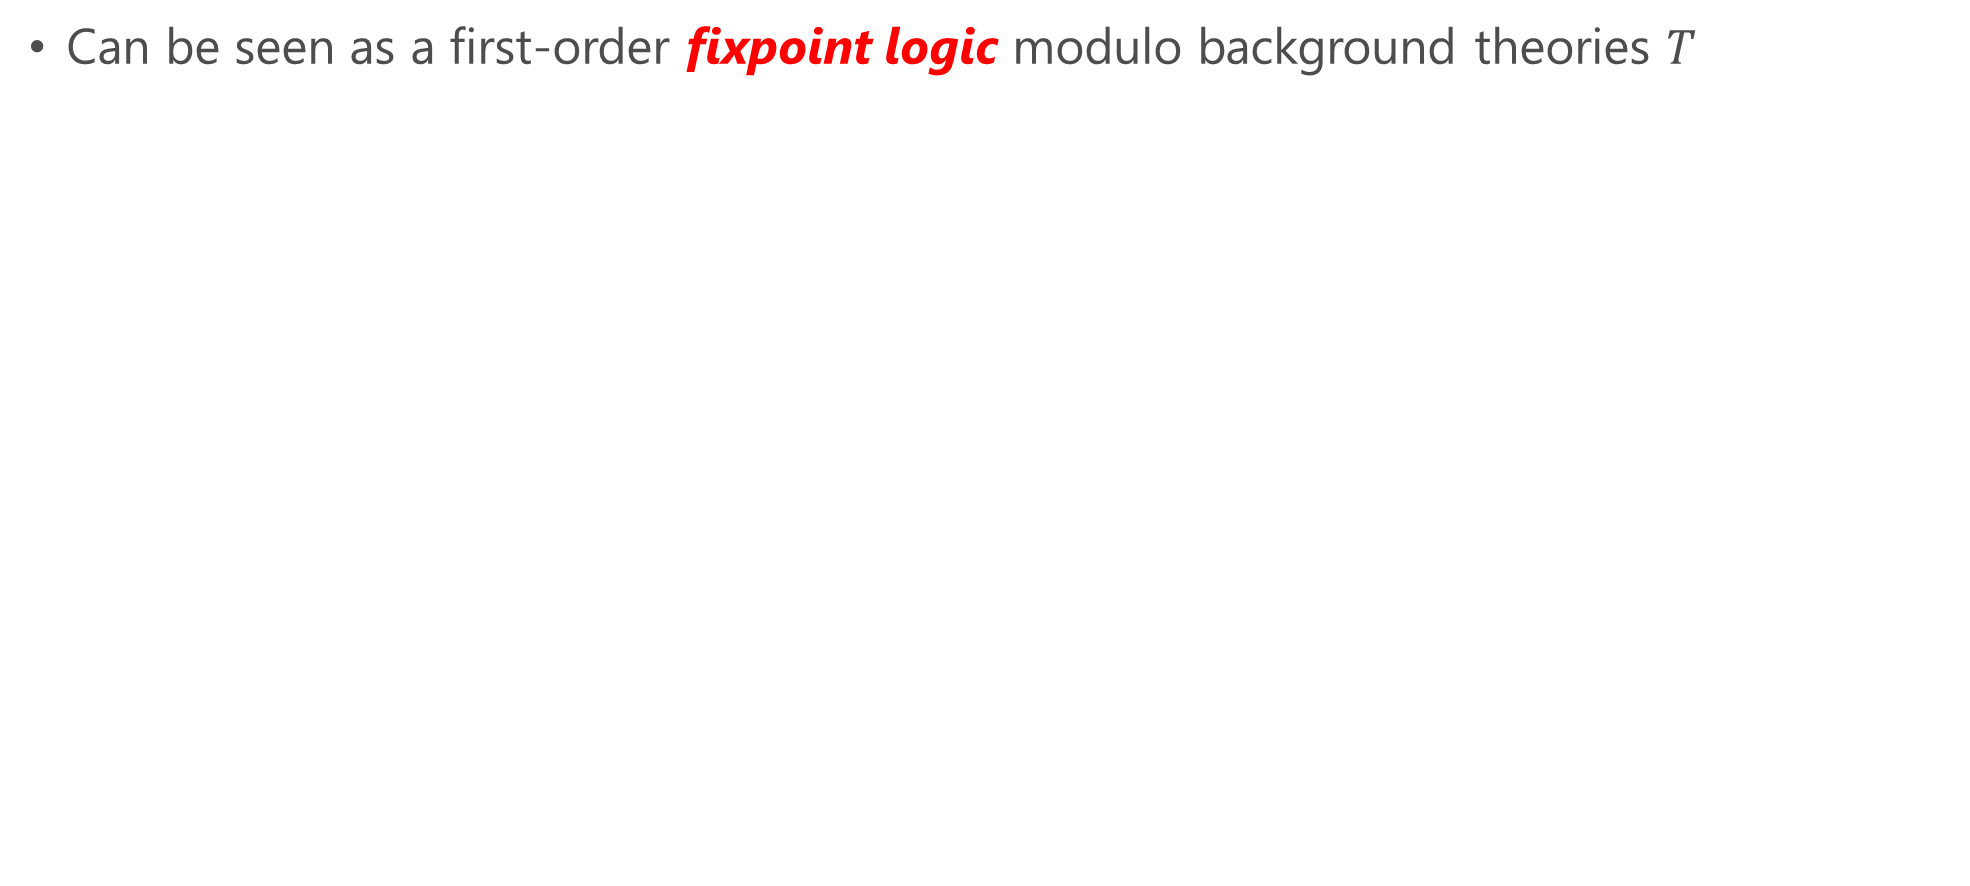 • Can be seen as a first-order fixpoint logic modulo background theories 𝑇